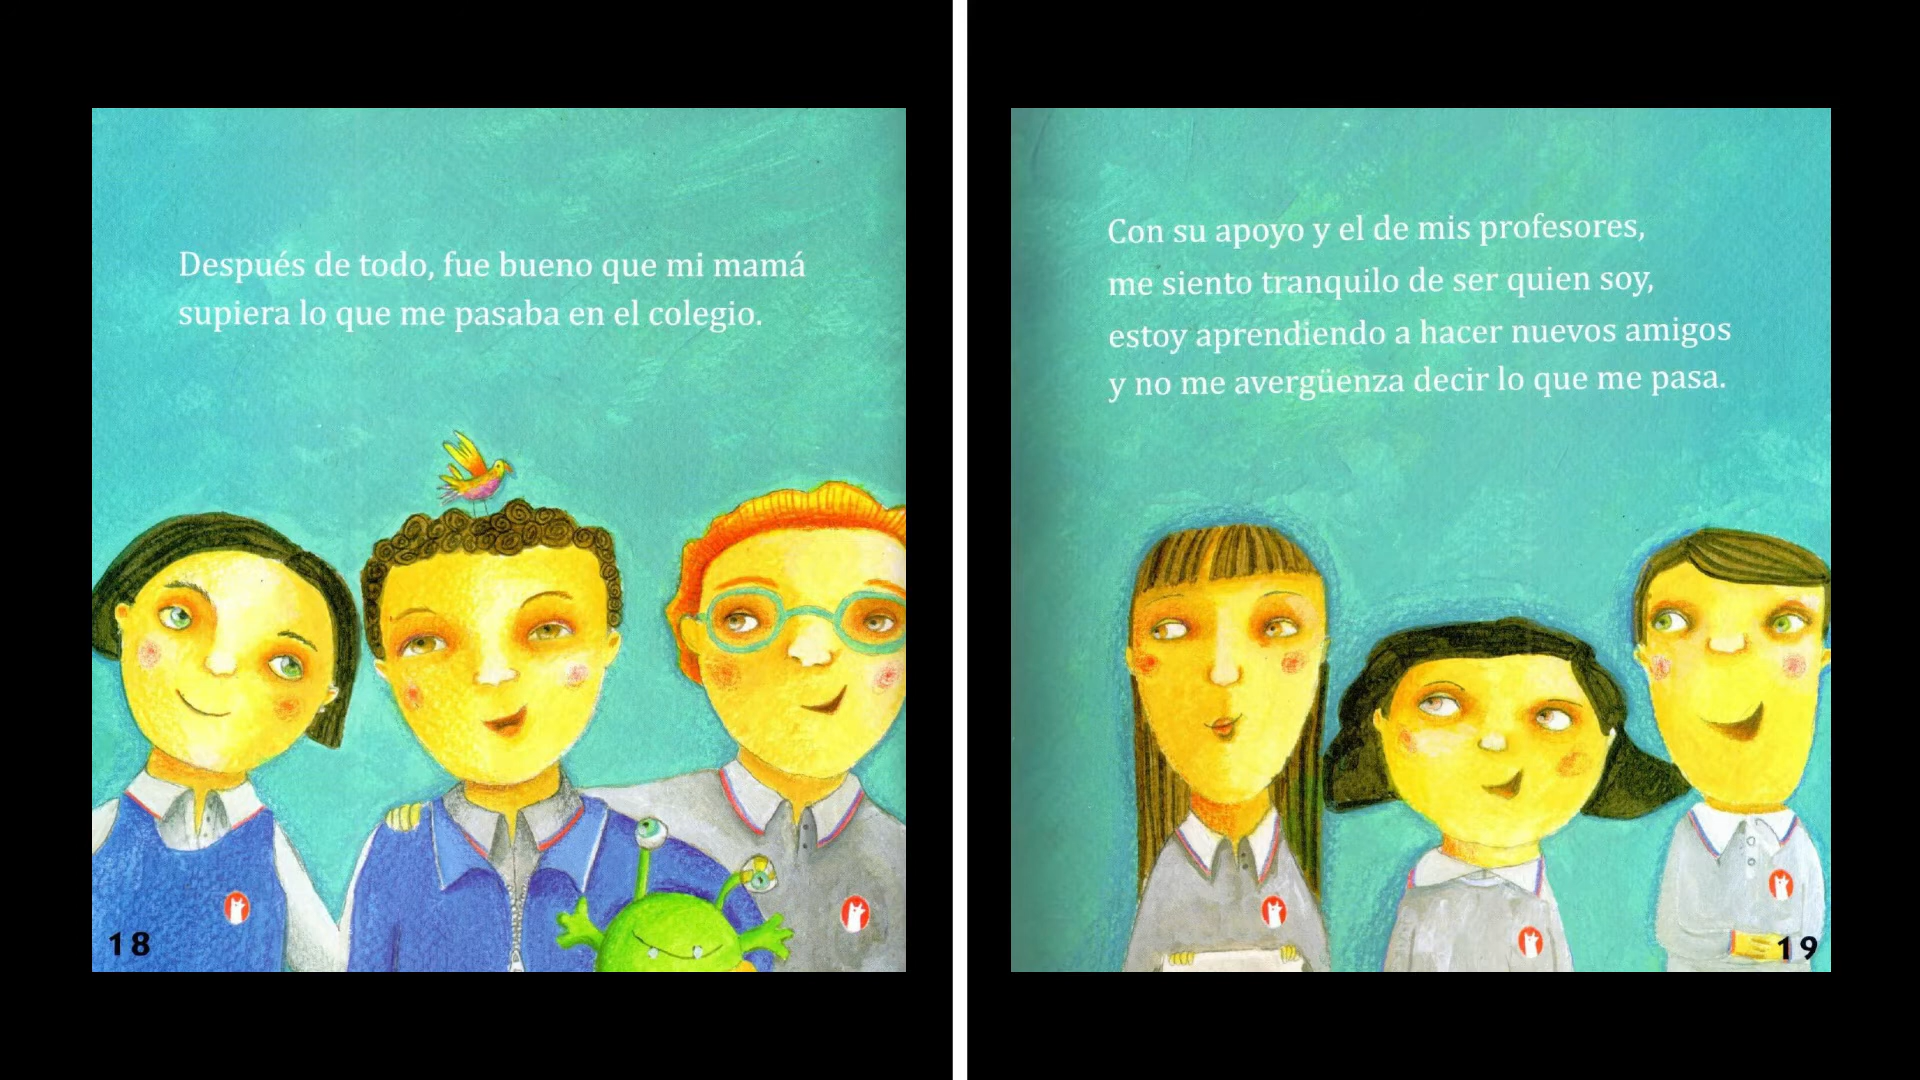 Después de todo, fue bueno que mi mamá
supiera lo que me pasaba en el colegio.
18
Con su apoyo y el de mis profesores,
me siento tranquilo de ser quien soy,
estoy aprendiendo a hacer nuevos amigos
y no me avergüenza decir lo que me pasa.
19